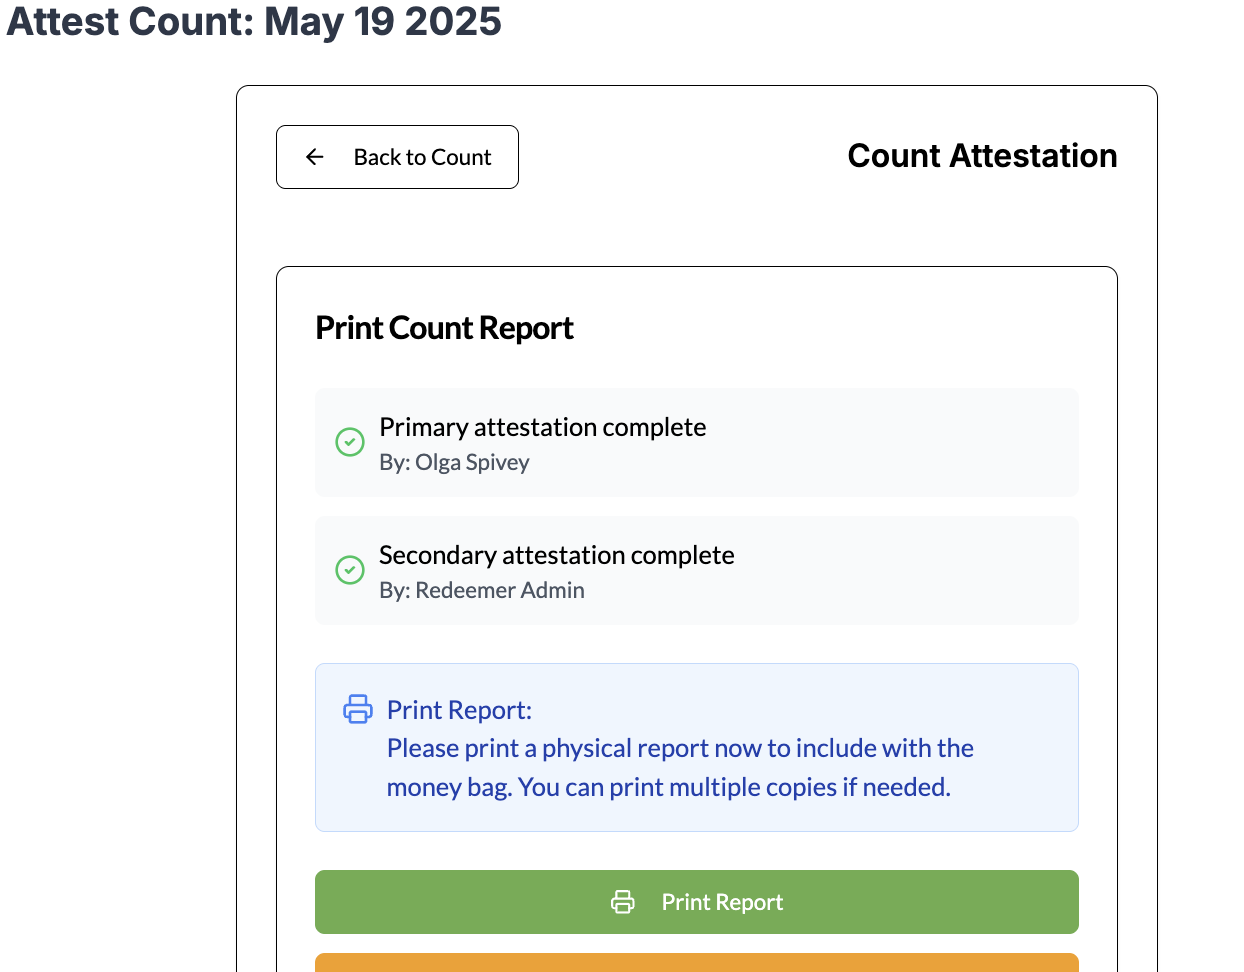 Attest Count: May 19 2025
Back to Count
Count Attestation
Print Count Report
Primary attestation complete
By: Olga Spivey
Secondary attestation complete
By: Redeemer Admin
Print Report:
Please print a physical report now to include with the
money bag. You can print multiple copies if needed.
Print Report